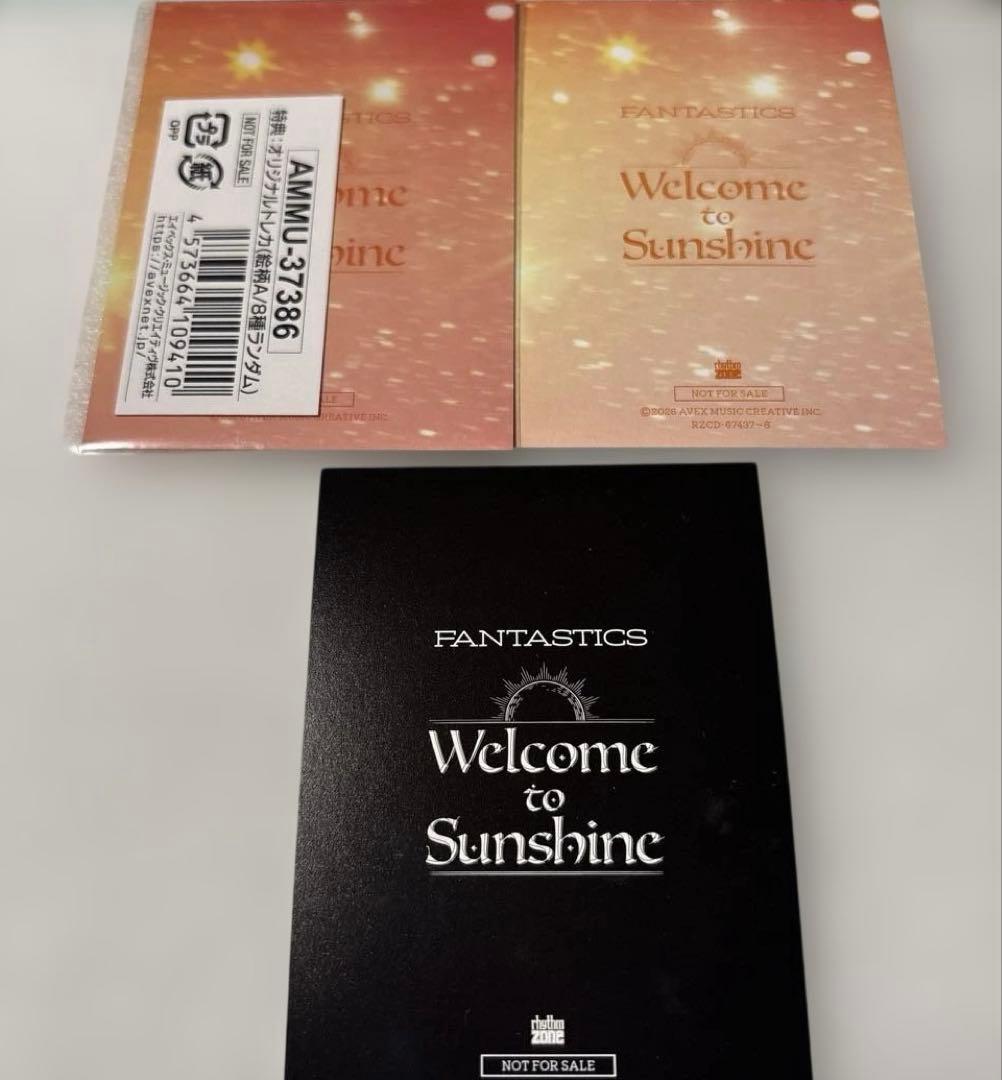 AMMU-37386
特典：オリジナルトレカ(絵柄A/8種ランダム)
NOT FOR SALE
プラ
紙
OPP
4 573664 109410
エイベックス・ミュージック・クリエイティヴ株式会社
https://avexnet.jp/
FANTASTICS
Welcome
to
Sunshine
rhythm
zone
NOT FOR SALE
©2026 AVEX MUSIC CREATIVE INC.
RZCD-67437~8
FANTASTICS
Welcome
to
Sunshine
rhythm
zone
NOT FOR SALE